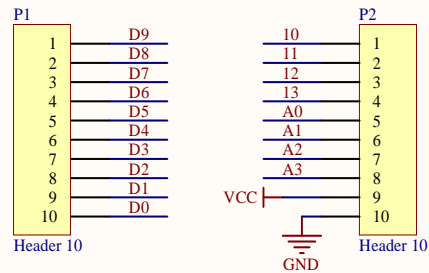 P1
1 D9
2 D8
3 D7
4 D6
5 D5
6 D4
7 D3
8 D2
9 D1
10 D0
Header 10
P2
10 1
11 2
12 3
13 4
A0 5
A1 6
A2 7
A3 8
VCC 9
10
GND
Header 10